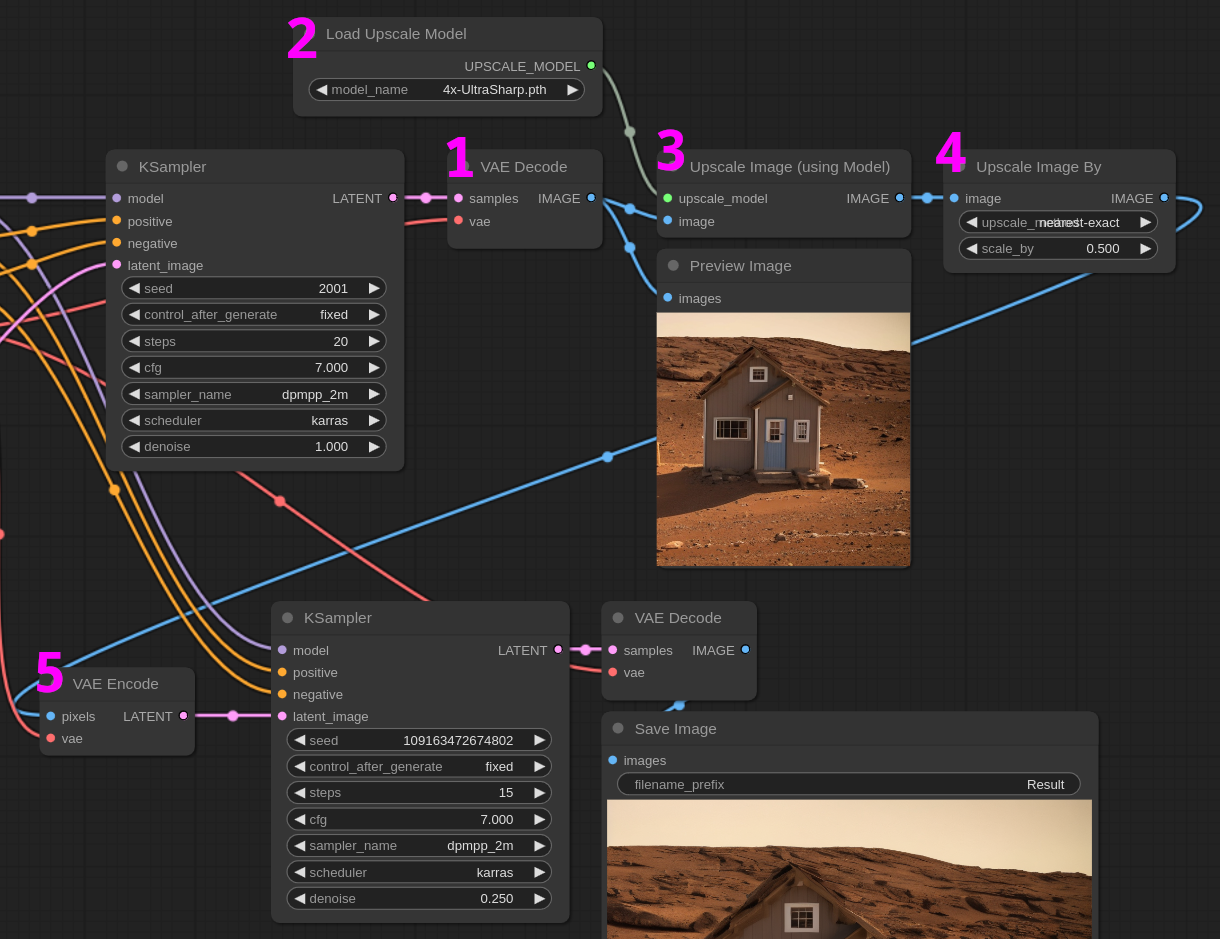 2
Load Upscale Model
UPSCALE_MODEL
model_name 4x-UltraSharp.pth
KSampler
model LATENT
positive
negative
latent_image
seed 2001
control_after_generate fixed
steps 20
cfg 7.000
sampler_name dpmpp_2m
scheduler karras
denoise 1.000
1
VAE Decode
samples IMAGE
vae
3
Upscale Image (using Model)
upscale_model IMAGE
image
4
Upscale Image By
image IMAGE
nearest-exact
scale_by 0.500
Preview Image
images
5
VAE Encode
pixels LATENT
vae
KSampler
model LATENT
positive
negative
latent_image
seed 109163472674802
control_after_generate fixed
steps 15
cfg 7.000
sampler_name dpmpp_2m
scheduler karras
denoise 0.250
VAE Decode
samples IMAGE
vae
Save Image
images
filename_prefix Result